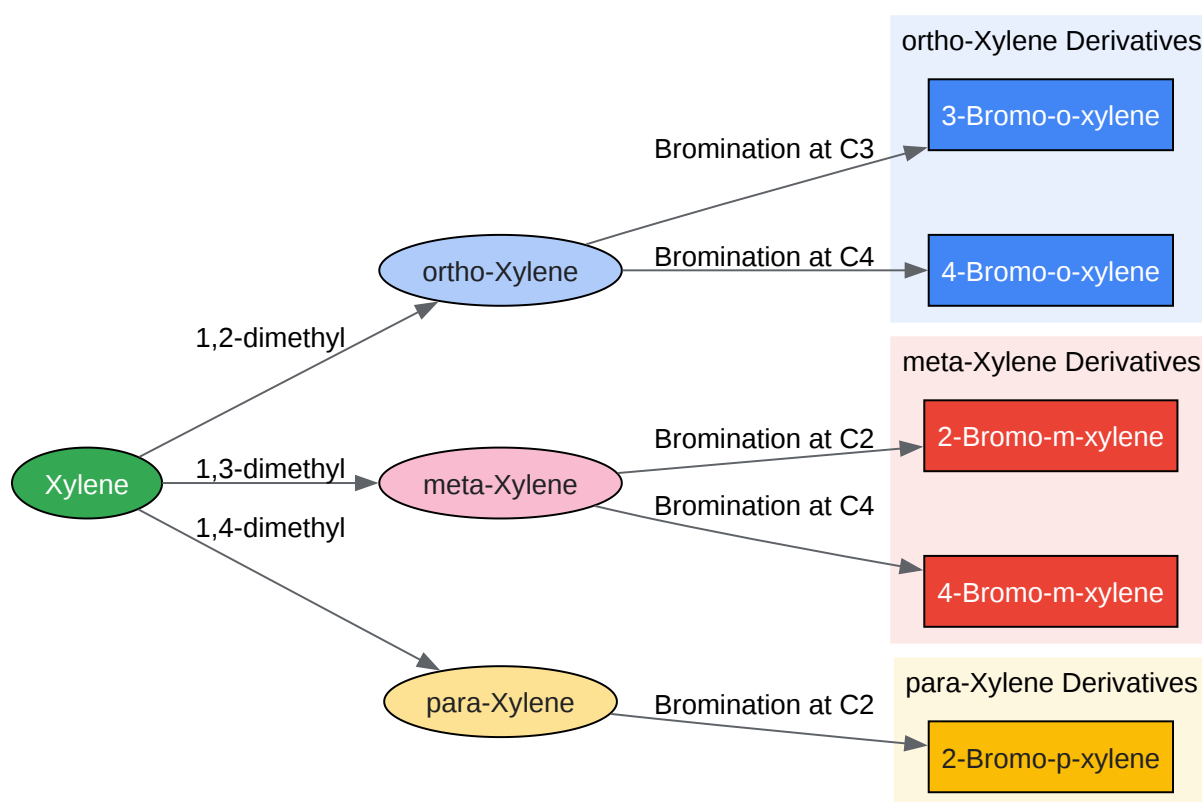 ortho-Xylene Derivatives
3-Bromo-o-xylene
Bromination at C3
ortho-Xylene
Bromination at C4
4-Bromo-o-xylene
1,2-dimethyl
meta-Xylene Derivatives
2-Bromo-m-xylene
Bromination at C2
Xylene
1,3-dimethyl
meta-Xylene
Bromination at C4
4-Bromo-m-xylene
1,4-dimethyl
para-Xylene Derivatives
para-Xylene
Bromination at C2
2-Bromo-p-xylene